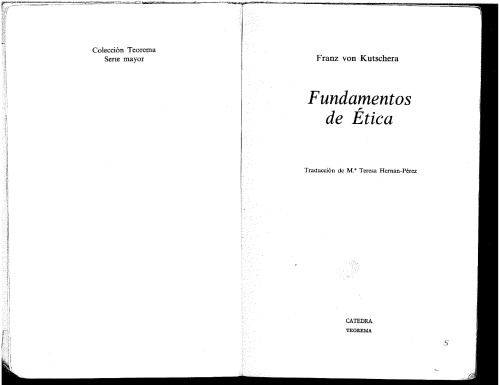 Colección Teorema
Serie mayor
Franz von Kutschera
Fundamentos
de Ética
Traducción de M.ª Teresa Hernán-Pérez
CATEDRA
TEOREMA
5